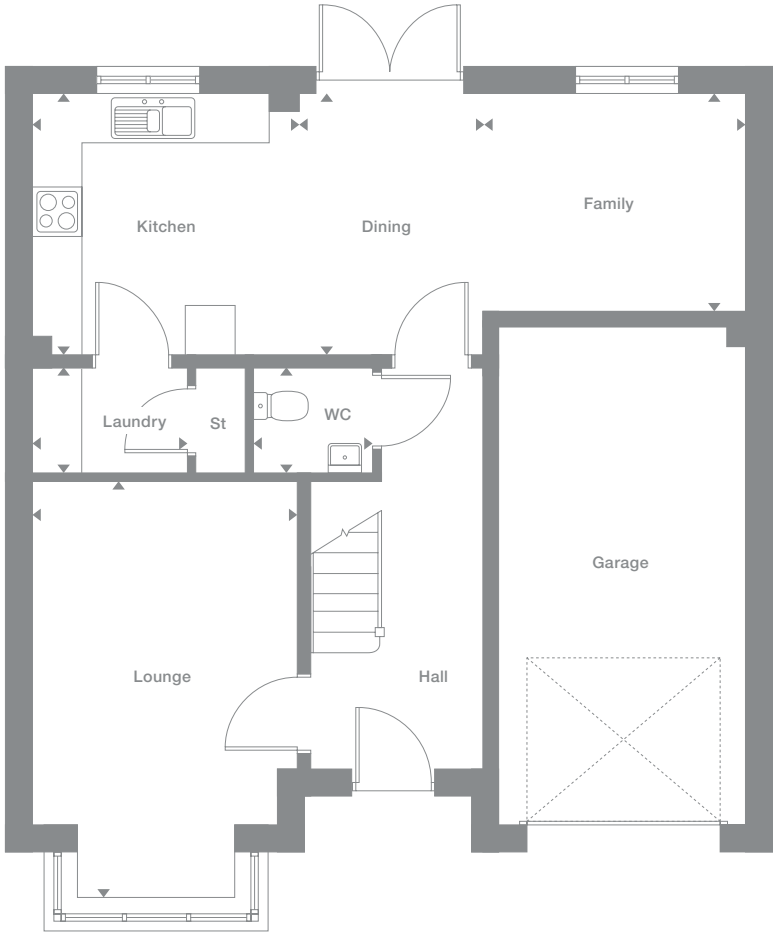 Family
Kitchen
Dining
Laundry
St
WC
Garage
Lounge
Hall